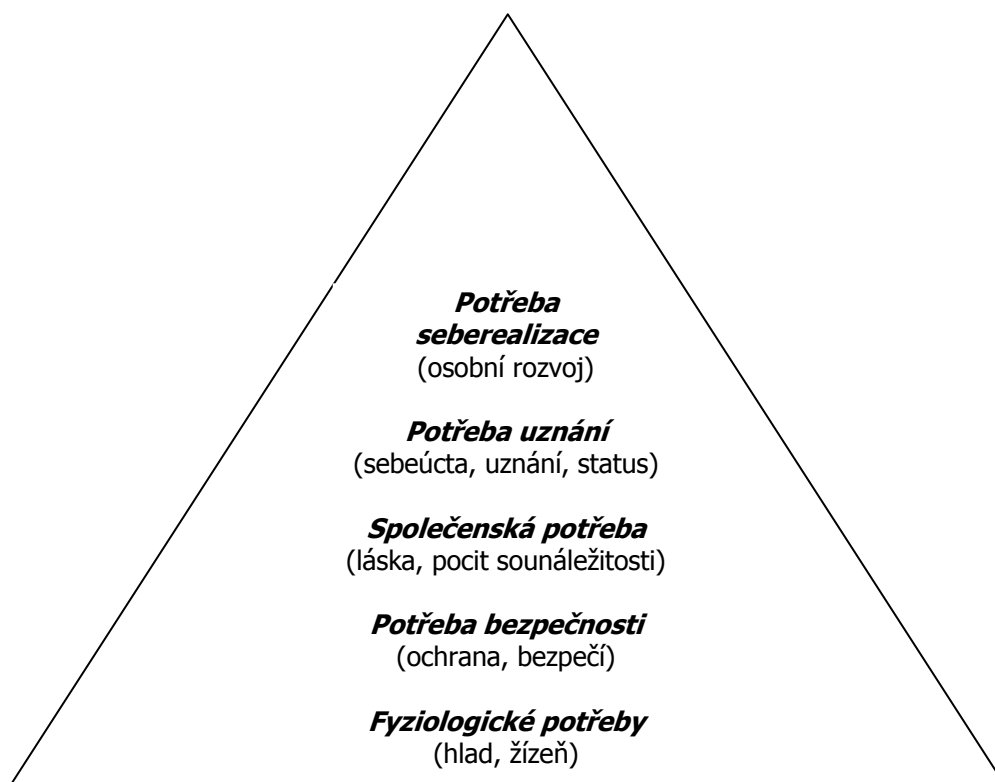 Potřeba
seberealizace
(osobní rozvoj)
Potřeba uznání
(sebeúcta, uznání, status)
Společenská potřeba
(láska, pocit sounáležitosti)
Potřeba bezpečnosti
(ochrana, bezpečí)
Fyziologické potřeby
(hlad, žízeň)